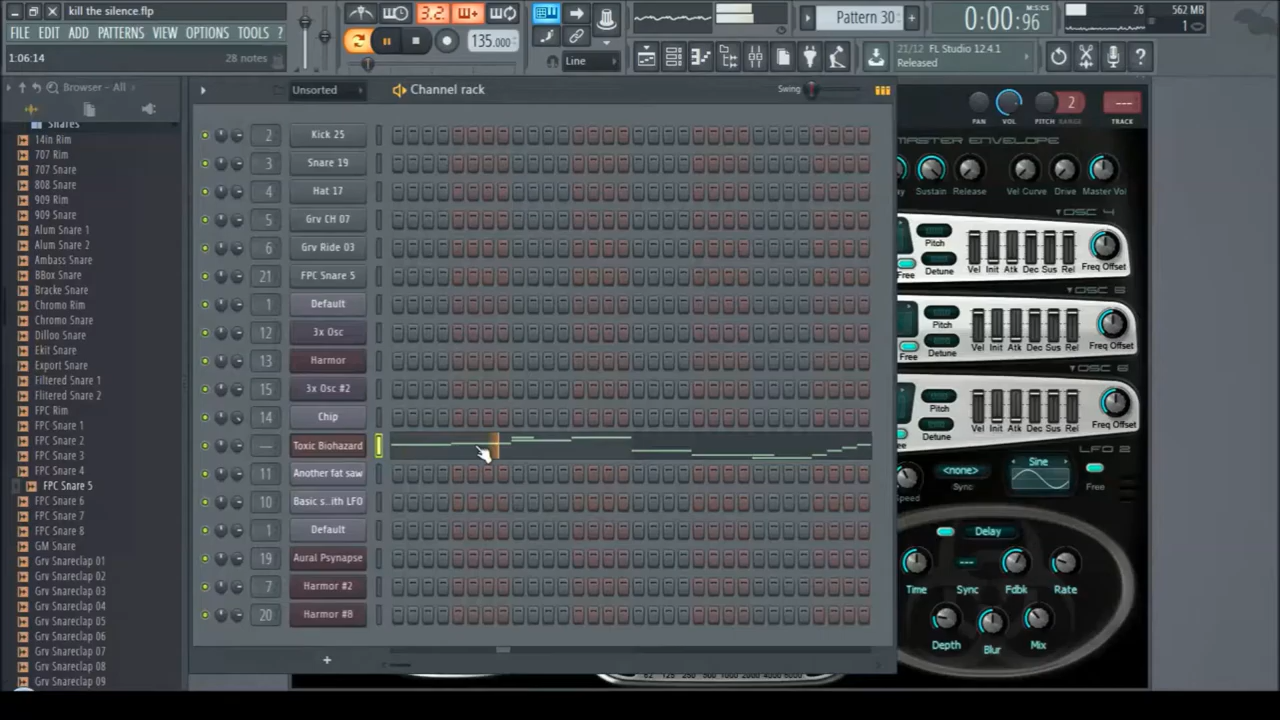 kill the silence.flp
FILE EDIT ADD PATTERNS VIEW OPTIONS TOOLS ?
1:06:14 28 notes
3.2
135.000
Line
Pattern 30 +
0:00:96
M:S:CS
26
562 MB
1
21/12 FL Studio 12.4.1
Released
Browser - All
Snares
14in Rim
707 Rim
707 Snare
808 Snare
909 Rim
909 Snare
Alum Snare 1
Alum Snare 2
Ambass Snare
BBox Snare
Bracke Snare
Chromo Rim
Chromo Snare
Dilloo Snare
Ekit Snare
Export Snare
Filtered Snare 1
Filtered Snare 2
FPC Rim
FPC Snare 1
FPC Snare 2
FPC Snare 3
FPC Snare 4
FPC Snare 5
FPC Snare 6
FPC Snare 7
FPC Snare 8
GM Snare
Grv Snareclap 01
Grv Snareclap 02
Grv Snareclap 03
Grv Snareclap 04
Grv Snareclap 05
Grv Snareclap 06
Grv Snareclap 07
Grv Snareclap 08
Grv Snareclap 09
Unsorted
Channel rack
Swing
2 Kick 25
3 Snare 19
4 Hat 17
5 Grv CH 07
6 Grv Ride 03
21 FPC Snare 5
1 Default
12 3x Osc
13 Harmor
15 3x Osc #2
14 Chip
--- Toxic Biohazard
11 Another fat saw
10 Basic s...ith LFO
1 Default
19 Aural Psynapse
7 Harmor #2
20 Harmor #8
+
PAN VOL PITCH RANGE TRACK
2 ---
MASTER ENVELOPE
Sustain Release Vel Curve Drive Master Vol
OSC 4
Pitch
Free Detune Vel Init Atk Dec Sus Rel Freq Offset
OSC 5
Pitch
Free Detune Vel Init Atk Dec Sus Rel Freq Offset
OSC 6
Pitch
Free Detune Vel Init Atk Dec Sus Rel Freq Offset
LFO 2
<none> Sine
Speed Sync Free
Delay
Time Sync Fdbk Rate
Depth Blur Mix